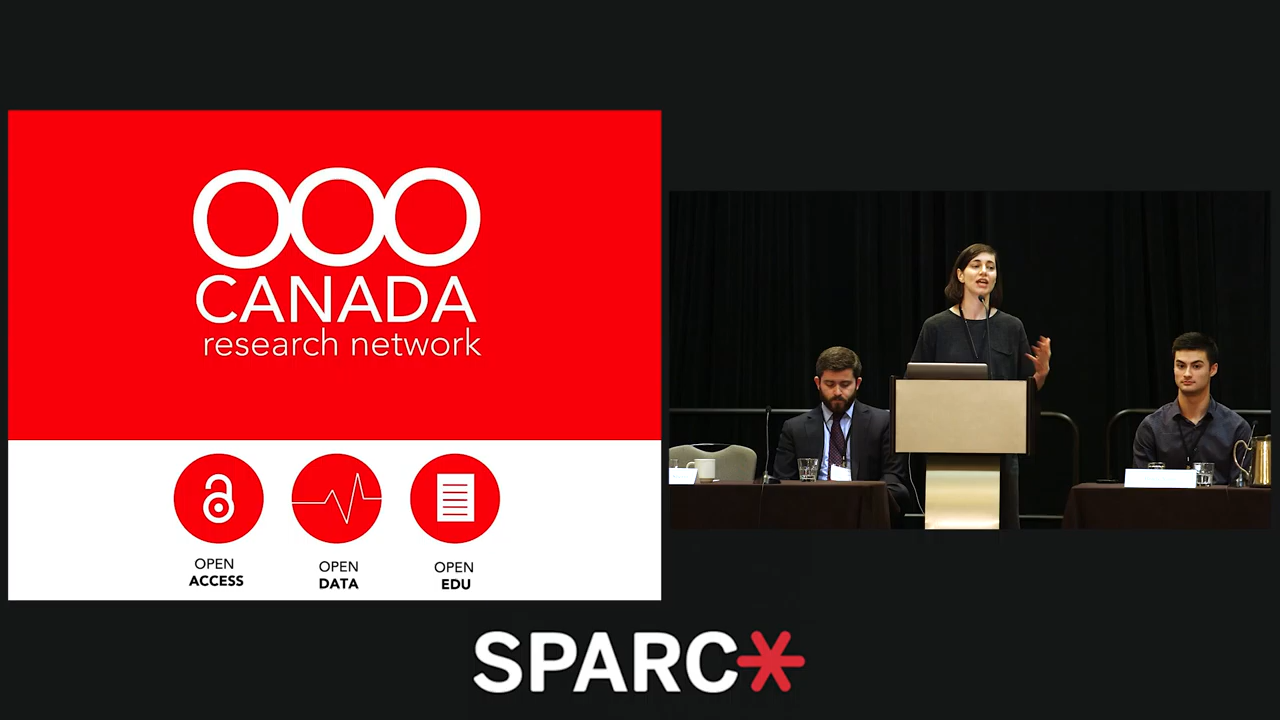 OOO
CANADA
research network
OPEN
ACCESS
OPEN
DATA
OPEN
EDU
SPARC